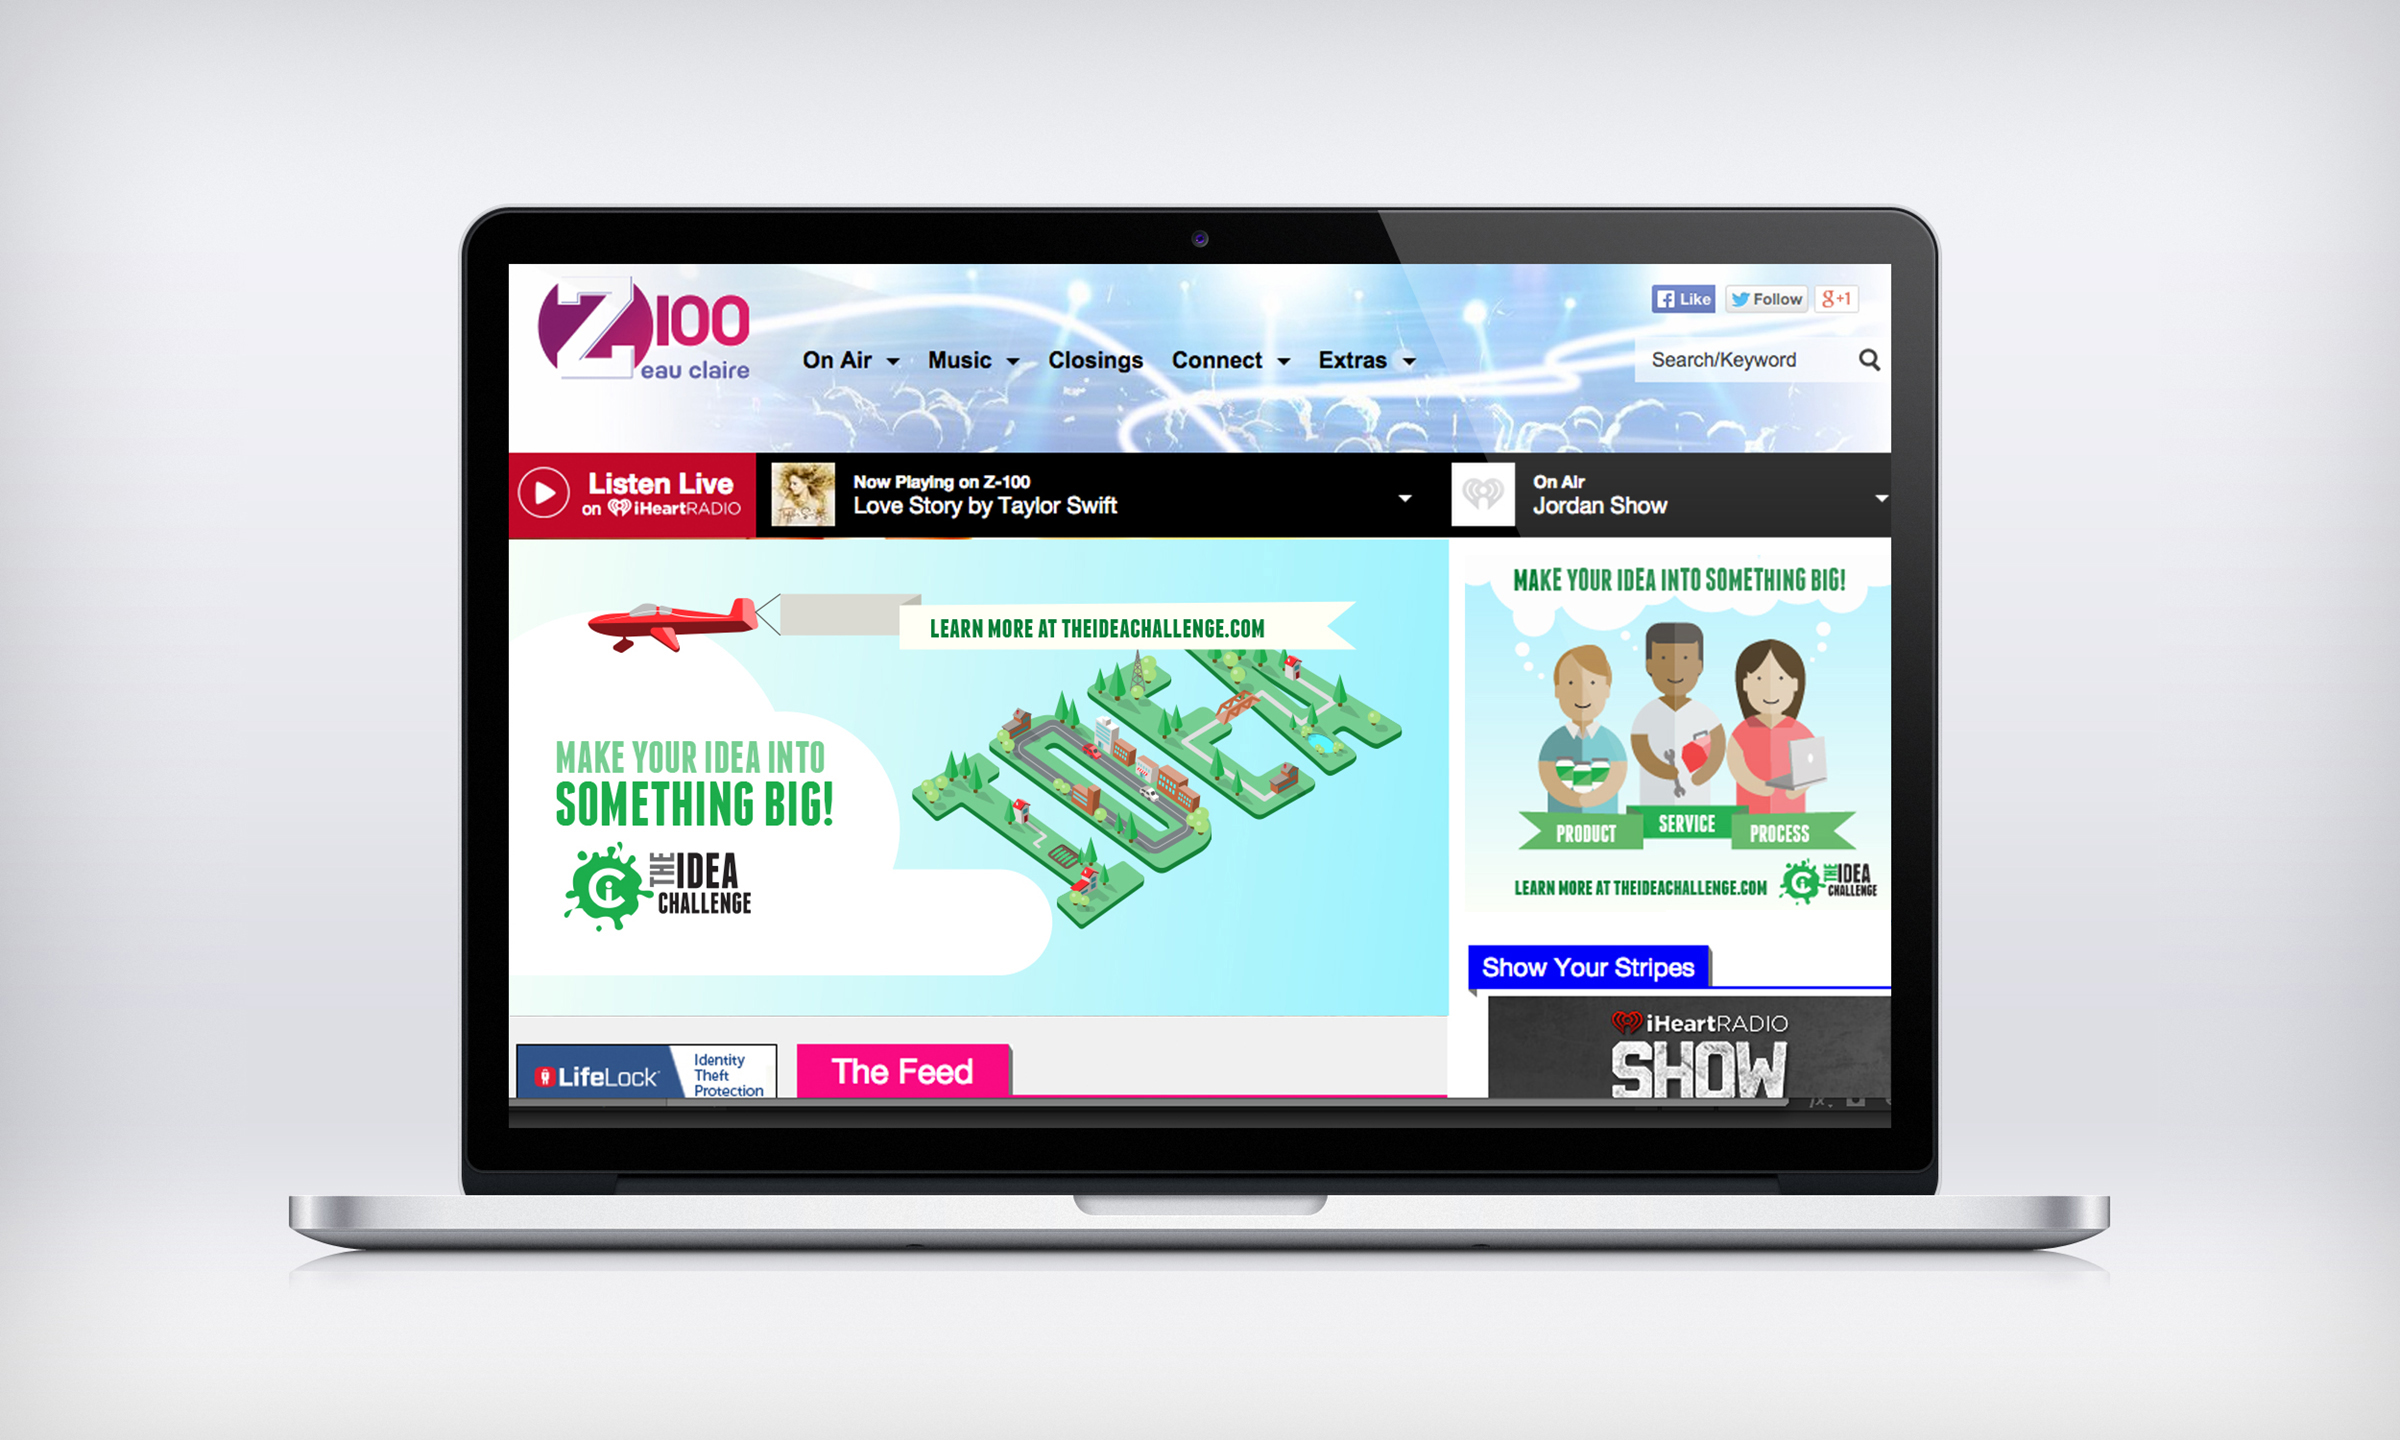 Z100
eau claire
On Air
Music
Closings
Connect
Extras
Like
Follow
g+1
Search/Keyword
Listen Live
on iHeartRADIO
Now Playing on Z-100
Love Story by Taylor Swift
On Air
Jordan Show
LEARN MORE AT THEIDEACHALLENGE.COM
MAKE YOUR IDEA INTO
SOMETHING BIG!
THE IDEA
CHALLENGE
MAKE YOUR IDEA INTO SOMETHING BIG!
PRODUCT
SERVICE
PROCESS
LEARN MORE AT THEIDEACHALLENGE.COM
THE IDEA
CHALLENGE
Show Your Stripes
iHeartRADIO
SHOW
LifeLock
Identity
Theft
Protection
The Feed